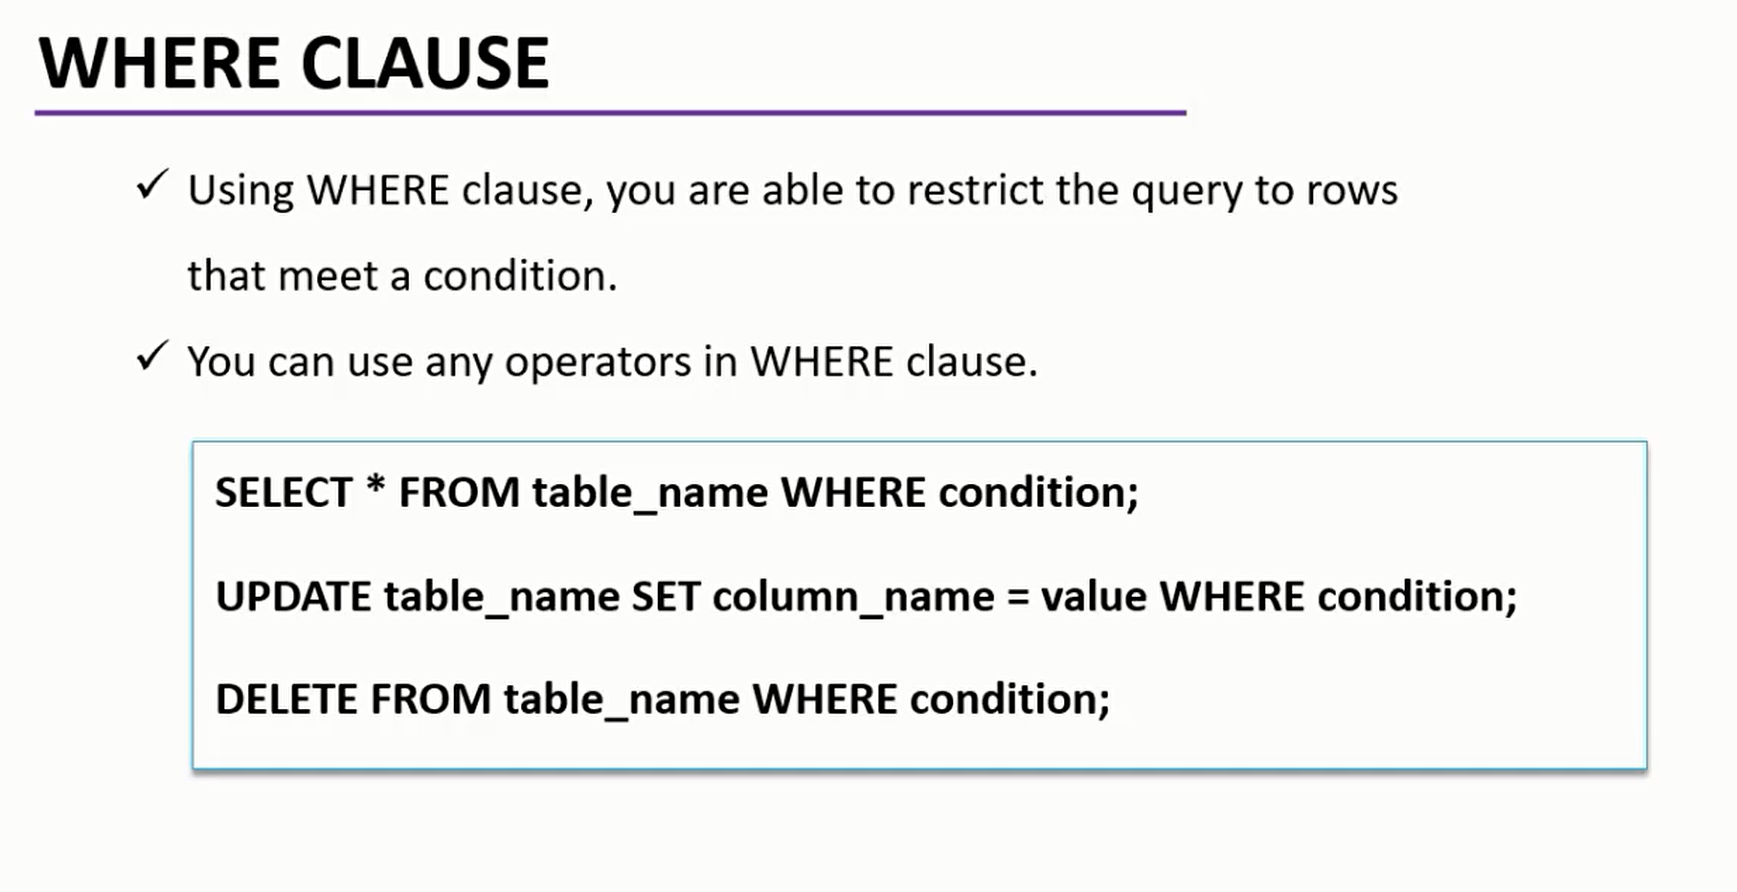 WHERE CLAUSE
✓ Using WHERE clause, you are able to restrict the query to rows
that meet a condition.
✓ You can use any operators in WHERE clause.
SELECT * FROM table_name WHERE condition;
UPDATE table_name SET column_name = value WHERE condition;
DELETE FROM table_name WHERE condition;